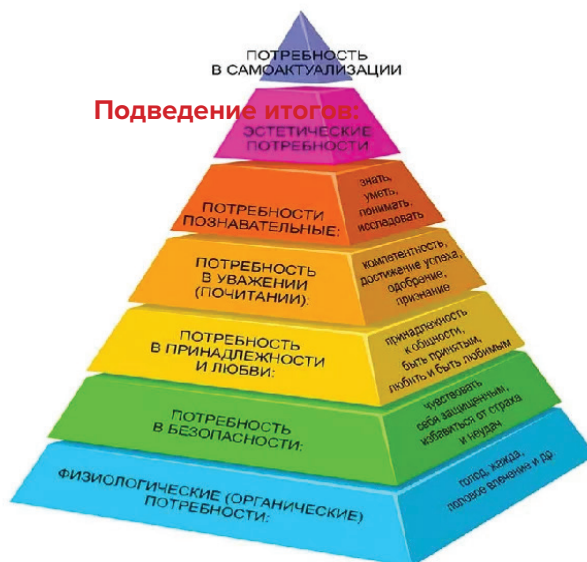 ПОТРЕБНОСТЬ
В САМОАКТУАЛИЗАЦИИ
Подведение итогов:
ЭСТЕТИЧЕСКИЕ
ПОТРЕБНОСТИ
ПОТРЕБНОСТИ
ПОЗНАВАТЕЛЬНЫЕ:
знать,
уметь,
понимать,
исследовать
ПОТРЕБНОСТЬ
В УВАЖЕНИИ
(ПОЧИТАНИИ):
компетентность,
достижение успеха,
одобрение,
признание
ПОТРЕБНОСТЬ
В ПРИНАДЛЕЖНОСТИ
И ЛЮБВИ:
принадлежность
к общности,
быть принятым,
любить и быть любимым
ПОТРЕБНОСТЬ
В БЕЗОПАСНОСТИ:
чувствовать
себя защищенным,
избавиться от страха
и неудач
ФИЗИОЛОГИЧЕСКИЕ (ОРГАНИЧЕСКИЕ)
ПОТРЕБНОСТИ:
голод, жажда,
половое влечение и др.